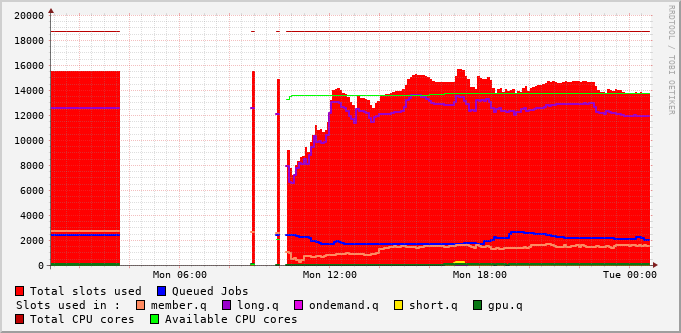 20000
18000
16000
14000
12000
10000
8000
6000
4000
2000
0
Mon 06:00 Mon 12:00 Mon 18:00 Tue 00:00
RRDTOOL / TOBI OETIKER
Total slots used Queued Jobs
Slots used in : member.q long.q ondemand.q short.q gpu.q
Total CPU cores Available CPU cores